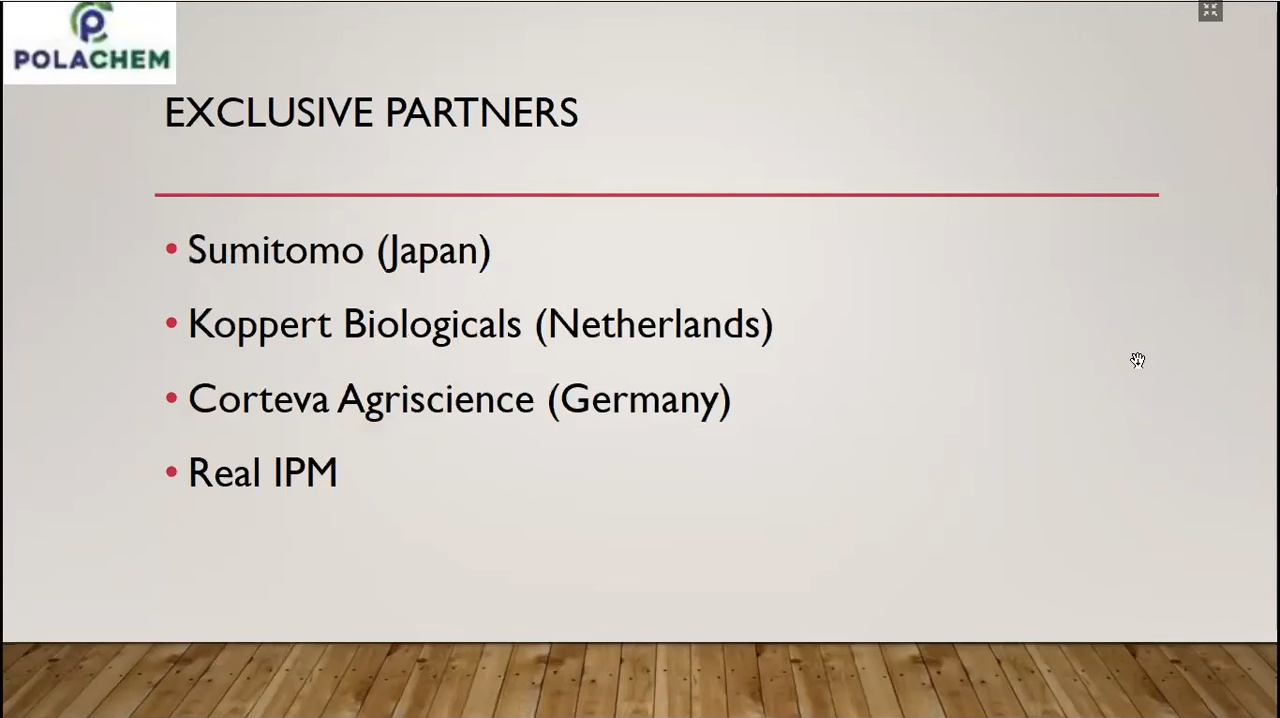 POLACHEM
EXCLUSIVE PARTNERS
• Sumitomo (Japan)
• Koppert Biologicals (Netherlands)
• Corteva Agriscience (Germany)
• Real IPM